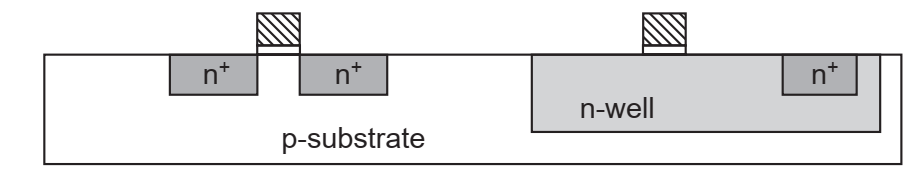 n⁺ n⁺ n⁺
n-well
p-substrate